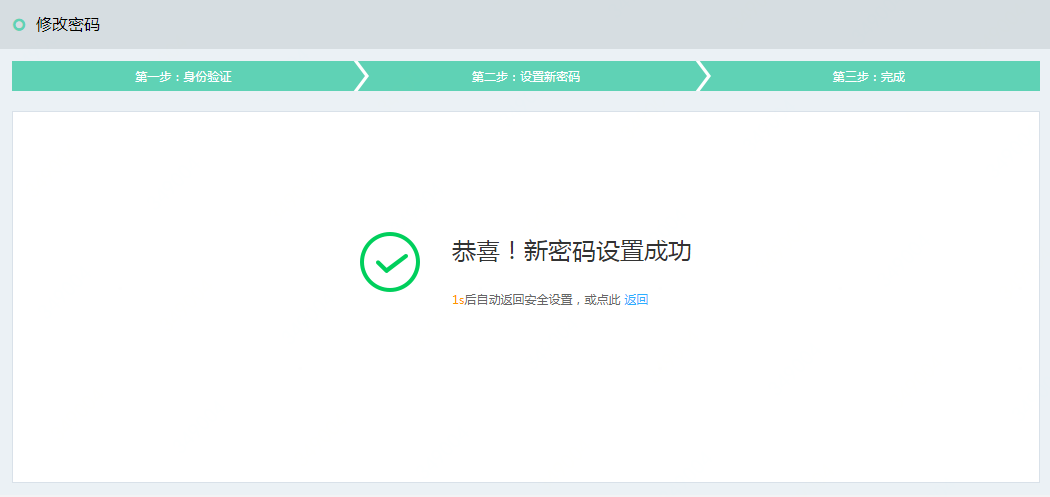 修改密码
第一步：身份验证
第二步：设置新密码
第三步：完成
恭喜！新密码设置成功
1s后自动返回安全设置，或点此 返回